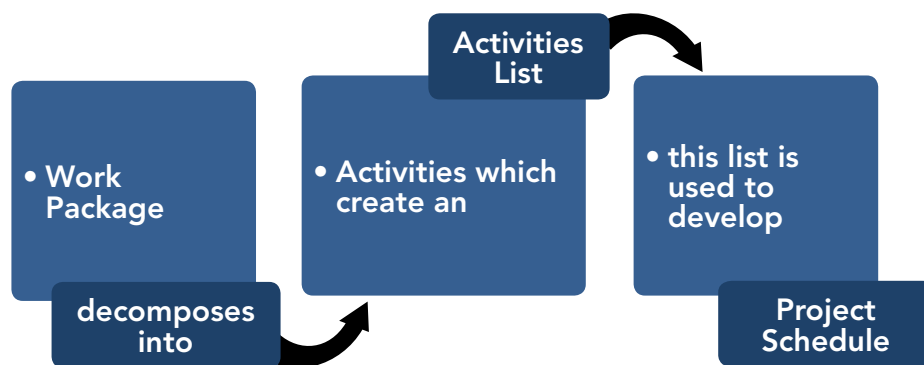 • Work
Package
decomposes
into
• Activities which
create an
Activities
List
• this list is
used to
develop
Project
Schedule